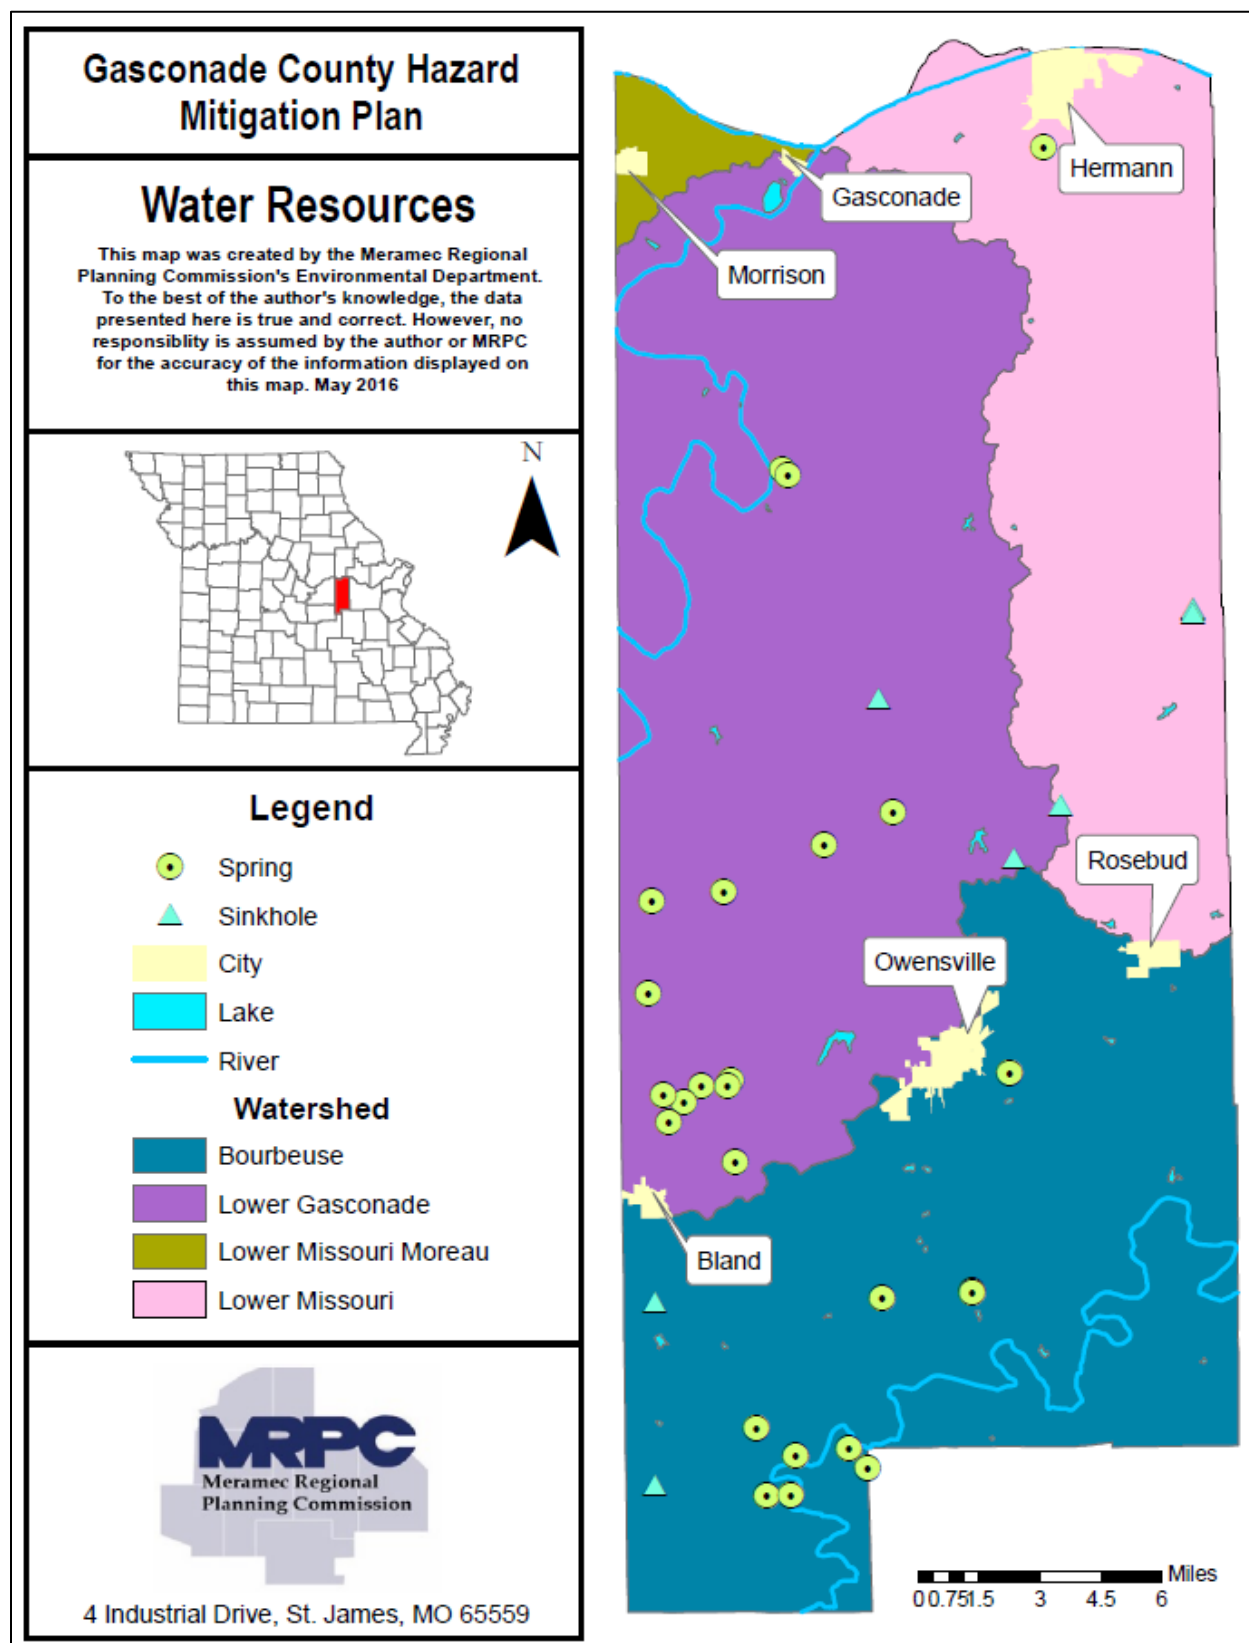 Gasconade County Hazard
Mitigation Plan
Water Resources
This map was created by the Meramec Regional
Planning Commission's Environmental Department.
To the best of the author's knowledge, the data
presented here is true and correct. However, no
responsiblity is assumed by the author or MRPC
for the accuracy of the information displayed on
this map. May 2016
N
Legend
Spring
Sinkhole
City
Lake
River
Watershed
Bourbeuse
Lower Gasconade
Lower Missouri Moreau
Lower Missouri
MRPC
Meramec Regional
Planning Commission
4 Industrial Drive, St. James, MO 65559
Hermann
Gasconade
Morrison
Rosebud
Owensville
Bland
Miles
0 0.75 1.5 3 4.5 6